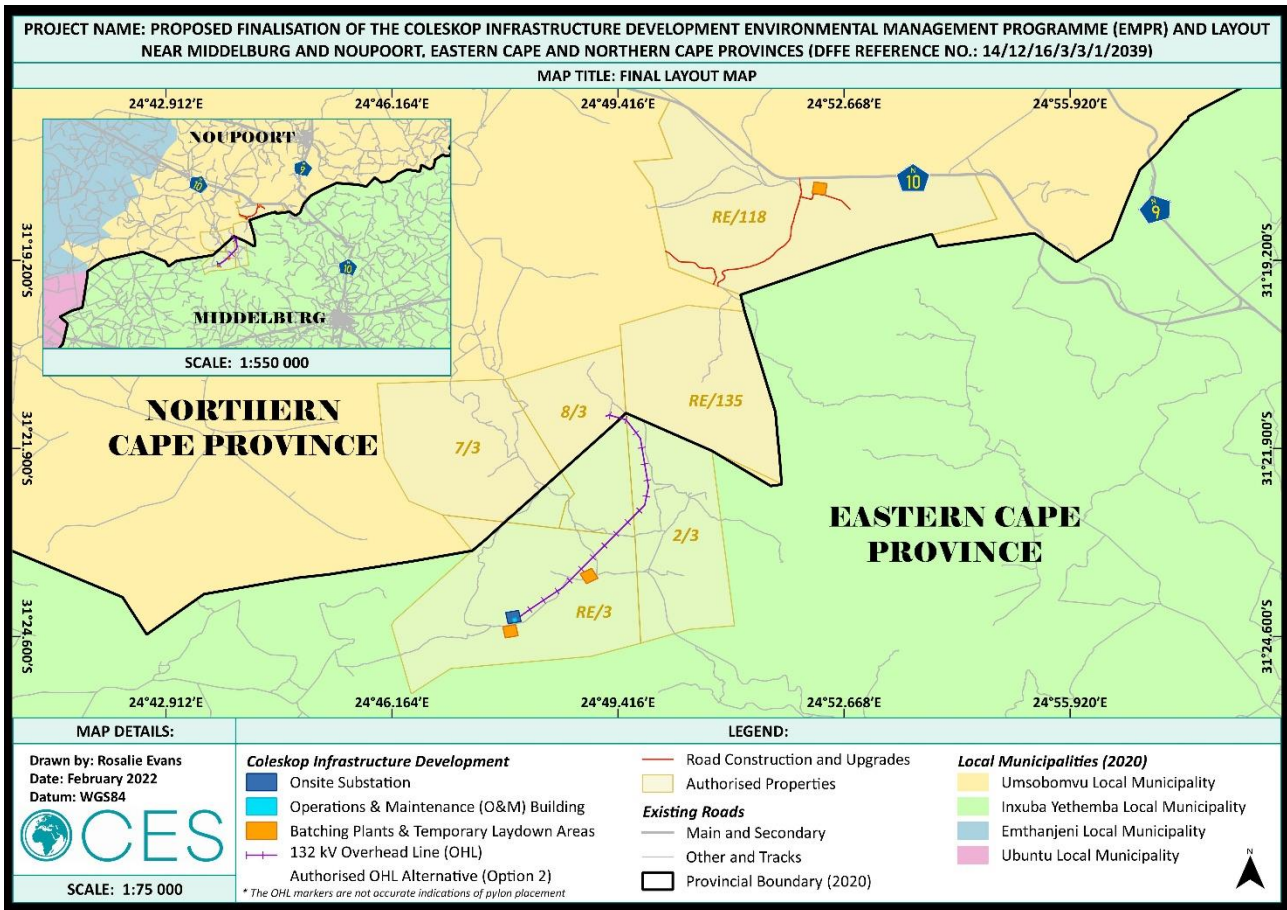 PROJECT NAME: PROPOSED FINALISATION OF THE COLESKOP INFRASTRUCTURE DEVELOPMENT ENVIRONMENTAL MANAGEMENT PROGRAMME (EMPR) AND LAYOUT
NEAR MIDDELBURG AND NOUPOORT, EASTERN CAPE AND NORTHERN CAPE PROVINCES (DFFE REFERENCE NO.: 14/12/16/3/3/1/2039)
MAP TITLE: FINAL LAYOUT MAP
24°42.912'E 24°46.164'E 24°49.416'E 24°52.668'E 24°55.920'E
NOUPOORT
9
10
10
MIDDELBURG
SCALE: 1:550 000
N
10
N
9
RE/118
31°19.200'S
31°19.200'S
NORTHERN
CAPE PROVINCE
RE/135
8/3
7/3
31°21.900'S
31°21.900'S
EASTERN CAPE
PROVINCE
2/3
RE/3
31°24.600'S
31°24.600'S
24°42.912'E 24°46.164'E 24°49.416'E 24°52.668'E 24°55.920'E
MAP DETAILS:
Drawn by: Rosalie Evans
Date: February 2022
Datum: WGS84
CES
SCALE: 1:75 000
LEGEND:
Coleskop Infrastructure Development
Onsite Substation
Operations & Maintenance (O&M) Building
Batching Plants & Temporary Laydown Areas
132 kV Overhead Line (OHL)
Authorised OHL Alternative (Option 2)
* The OHL markers are not accurate indications of pylon placement
Road Construction and Upgrades
Authorised Properties
Existing Roads
Main and Secondary
Other and Tracks
Provincial Boundary (2020)
Local Municipalities (2020)
Umsobomvu Local Municipality
Inxuba Yethemba Local Municipality
Emthanjeni Local Municipality
Ubuntu Local Municipality
N